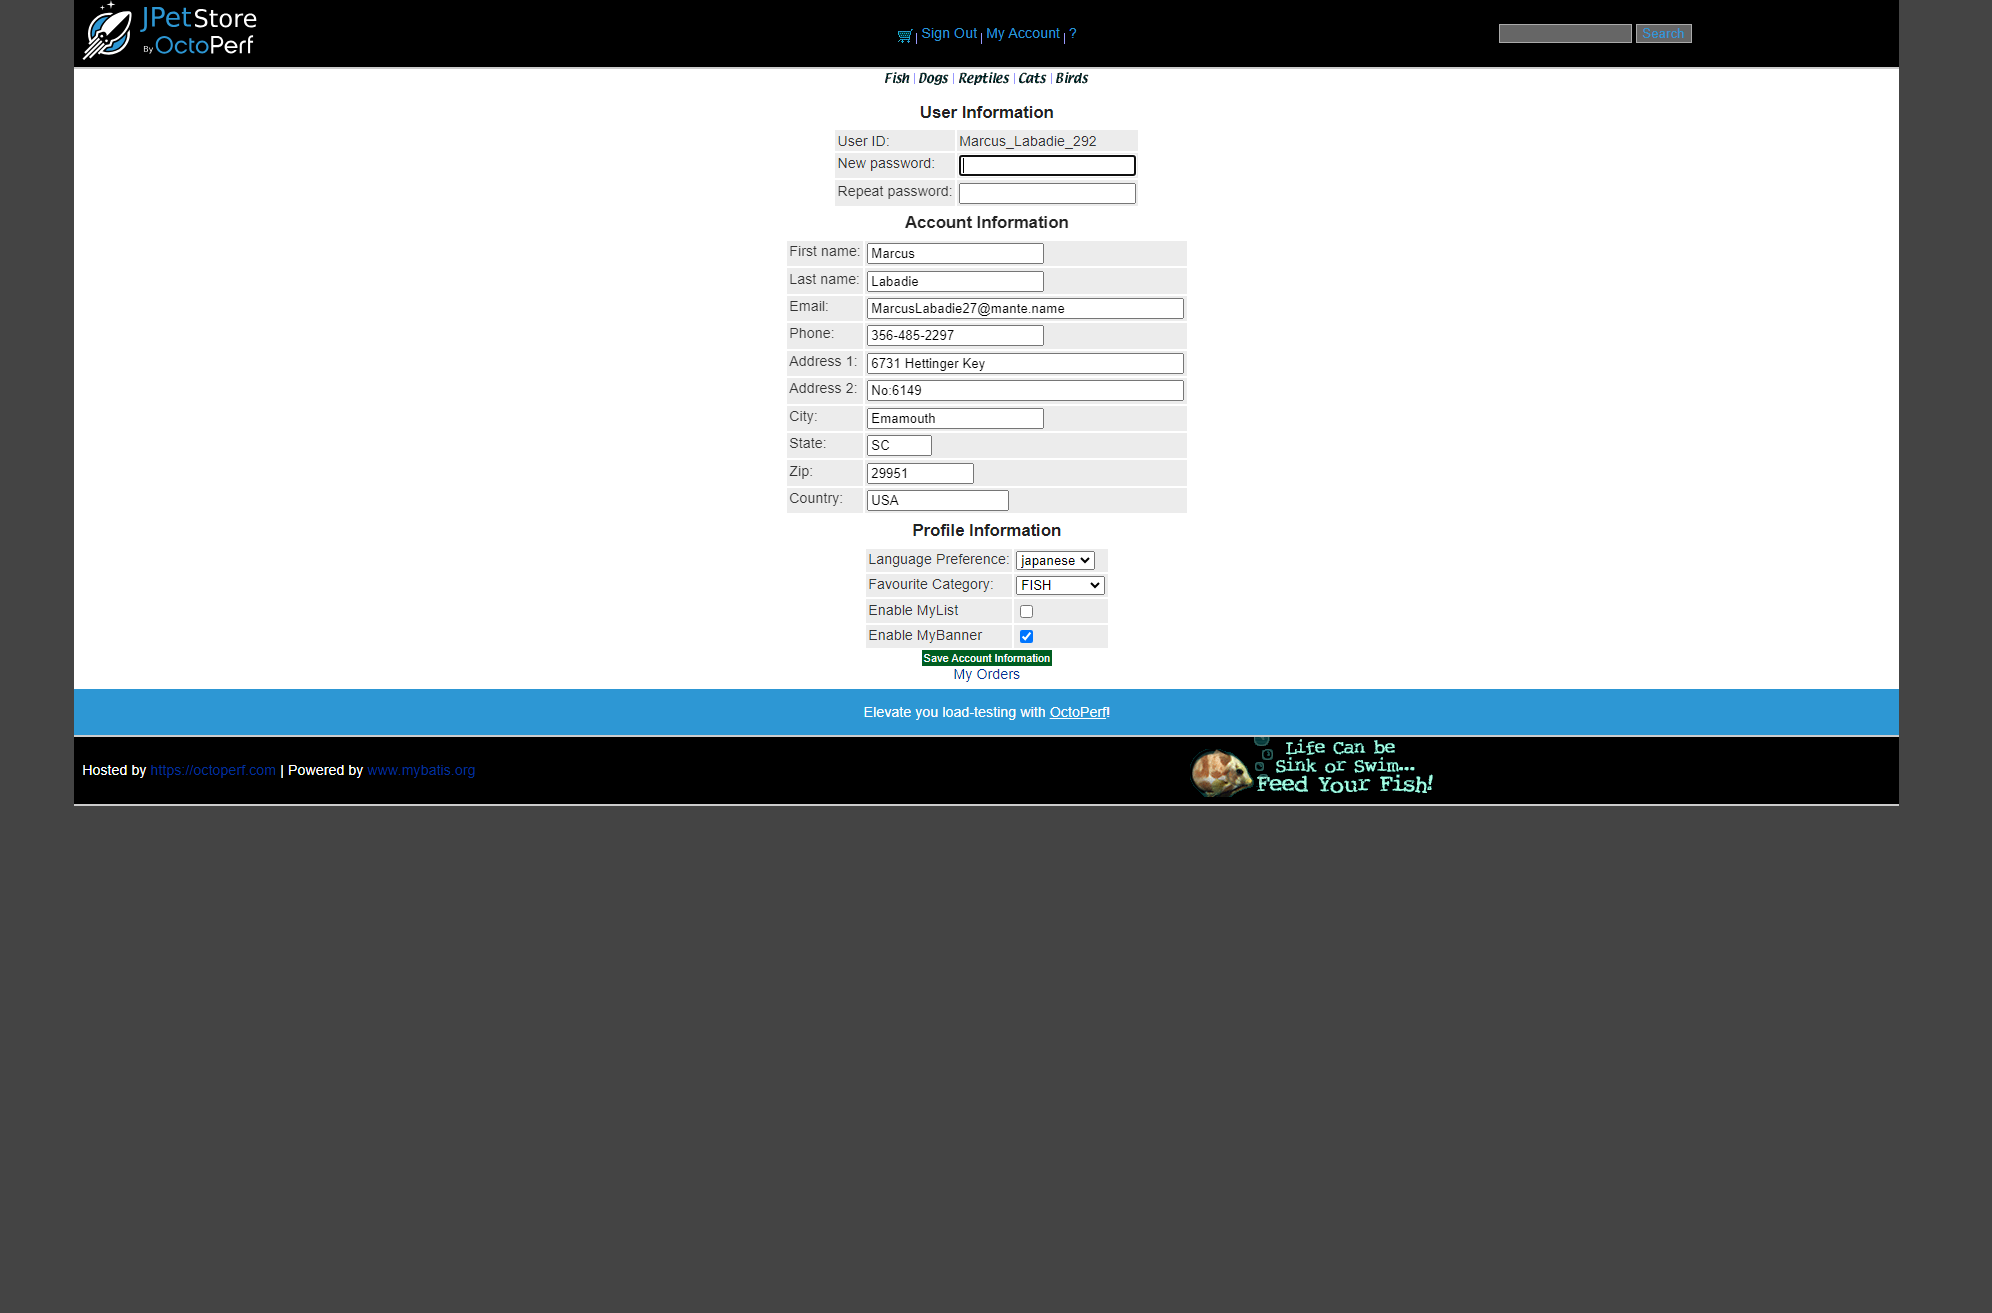 JPetStore
By OctoPerf
Sign Out | My Account | ?
Search
Fish | Dogs | Reptiles | Cats | Birds
User Information
User ID: Marcus_Labadie_292
New password:
Repeat password:
Account Information
First name: Marcus
Last name: Labadie
Email: MarcusLabadie27@mante.name
Phone: 356-485-2297
Address 1: 6731 Hettinger Key
Address 2: No:6149
City: Emamouth
State: SC
Zip: 29951
Country: USA
Profile Information
Language Preference: japanese
Favourite Category: FISH
Enable MyList
Enable MyBanner
Save Account Information
My Orders
Elevate you load-testing with OctoPerf!
Hosted by https://octoperf.com | Powered by www.mybatis.org
Life Can be
Sink or Swim...
Feed Your Fish!